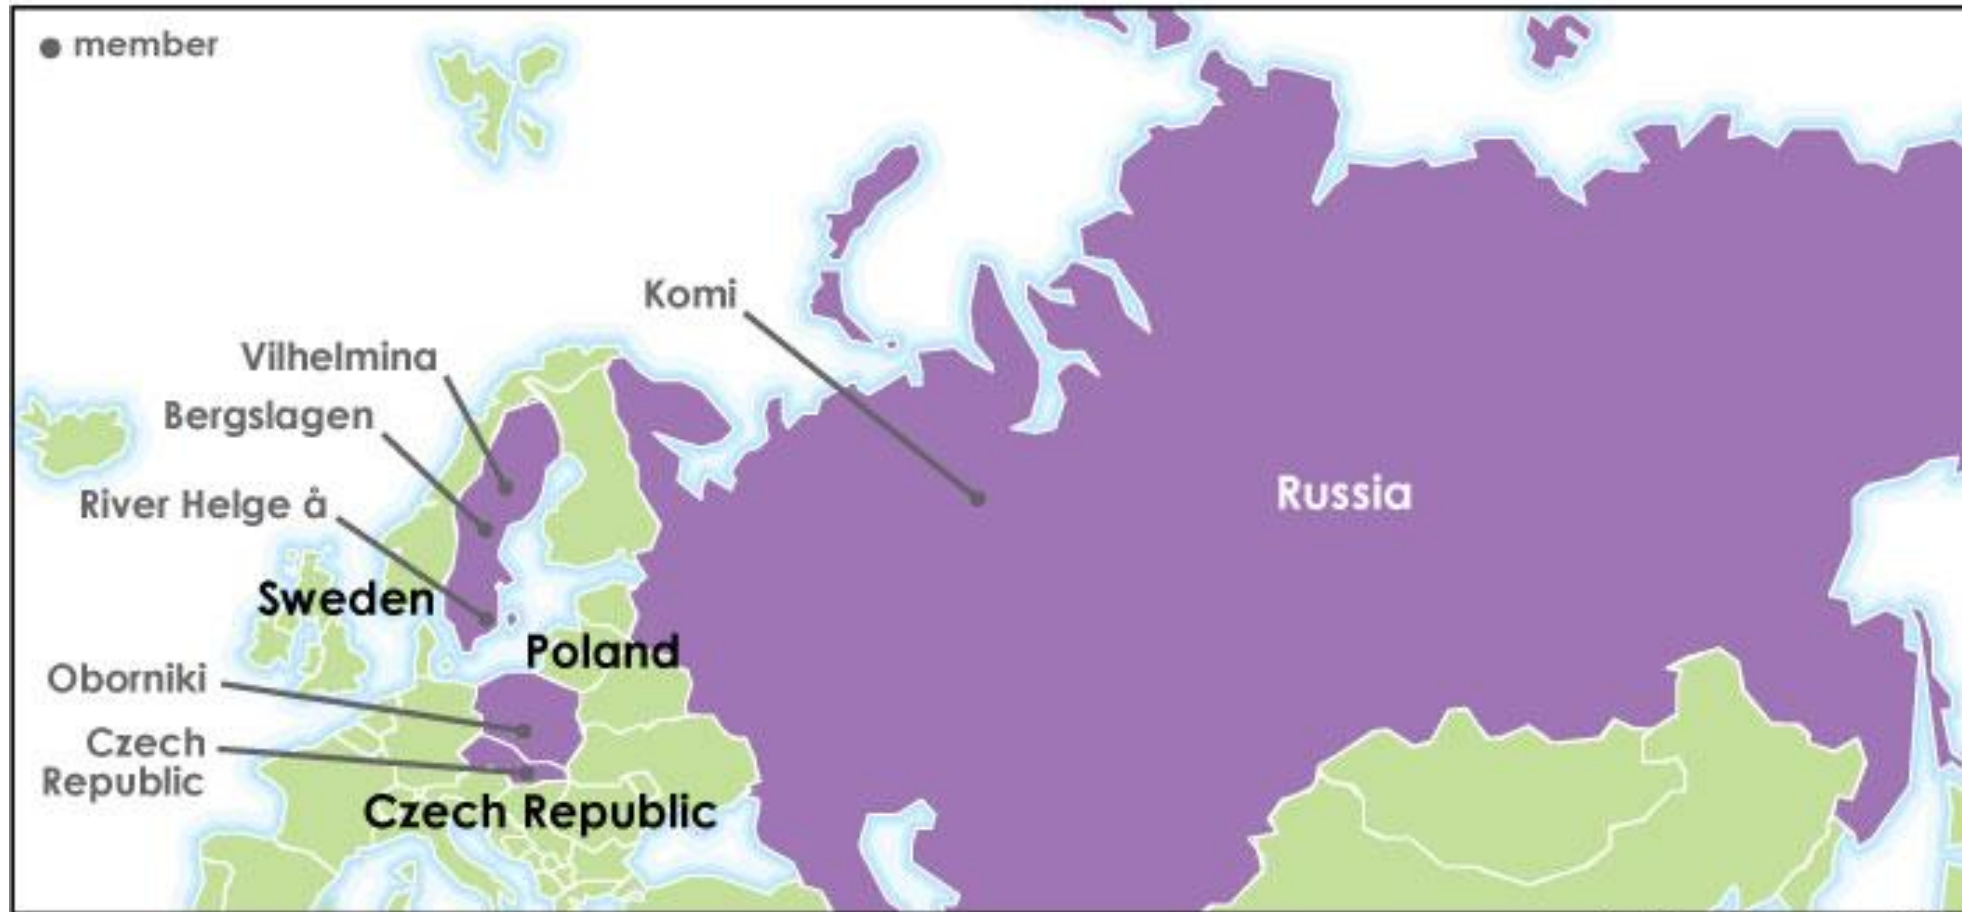 member
Komi
Vilhelmina
Bergslagen
River Helge å
Russia
Sweden
Poland
Oborniki
Czech
Republic
Czech Republic